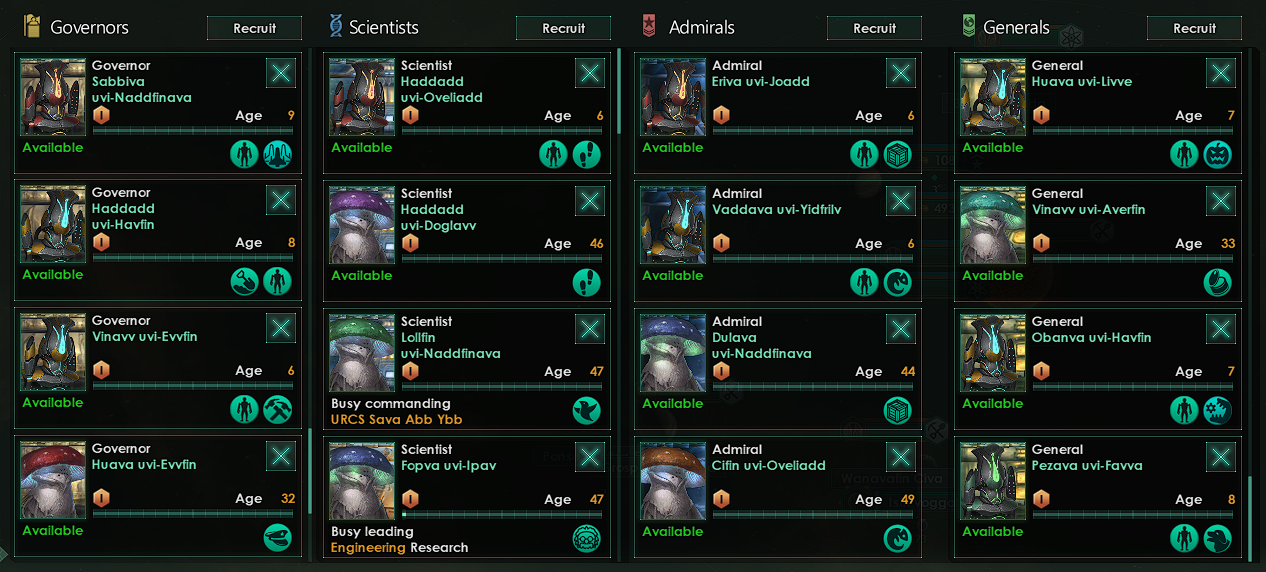 Governors Recruit
Scientists Recruit
Admirals Recruit
Generals Recruit
Governor
Sabbiva
uvi-Naddfinava
I
Age 9
Available
Governor
Haddadd
uvi-Havfin
I
Age 8
Available
Governor
Vinavv uvi-Evvfin
I
Age 6
Available
Governor
Huava uvi-Evvfin
I
Age 32
Available
Scientist
Haddadd
uvi-Oveliadd
I
Age 6
Available
Scientist
Haddadd
uvi-Doglavv
I
Age 46
Available
Scientist
Lollfin
uvi-Naddfinava
I
Age 47
Busy commanding
URCS Sava Abb Ybb
Scientist
Fopva uvi-Ipav
I
Age 47
Busy leading
Engineering Research
Admiral
Eriva uvi-Joadd
I
Age 6
Available
Admiral
Vaddava uvi-Yidfrilv
I
Age 6
Available
Admiral
Dulava
uvi-Naddfinava
I
Age 44
Available
Admiral
Cifin uvi-Oveliadd
I
Age 49
Available
General
Huava uvi-Livve
I
Age 7
Available
General
Vinavv uvi-Averfin
I
Age 33
Available
General
Obanva uvi-Havfin
I
Age 7
Available
General
Pezava uvi-Favva
I
Age 8
Available